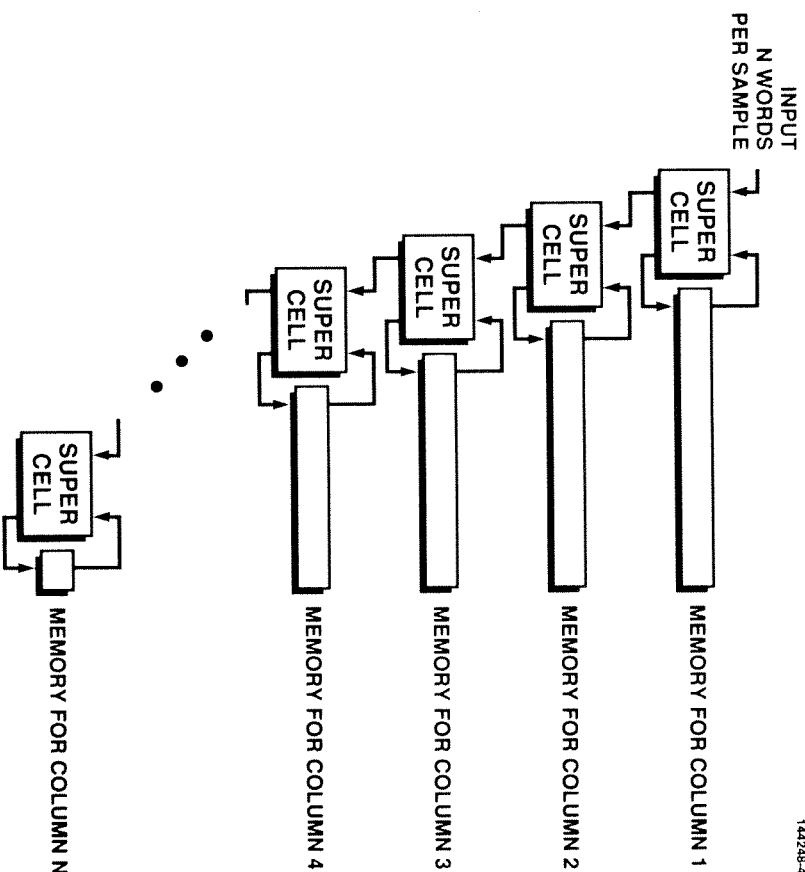 INPUT
N WORDS
PER SAMPLE
SUPER
CELL
MEMORY FOR COLUMN 1
SUPER
CELL
MEMORY FOR COLUMN 2
SUPER
CELL
MEMORY FOR COLUMN 3
SUPER
CELL
MEMORY FOR COLUMN 4
SUPER
CELL
MEMORY FOR COLUMN N
144248-4